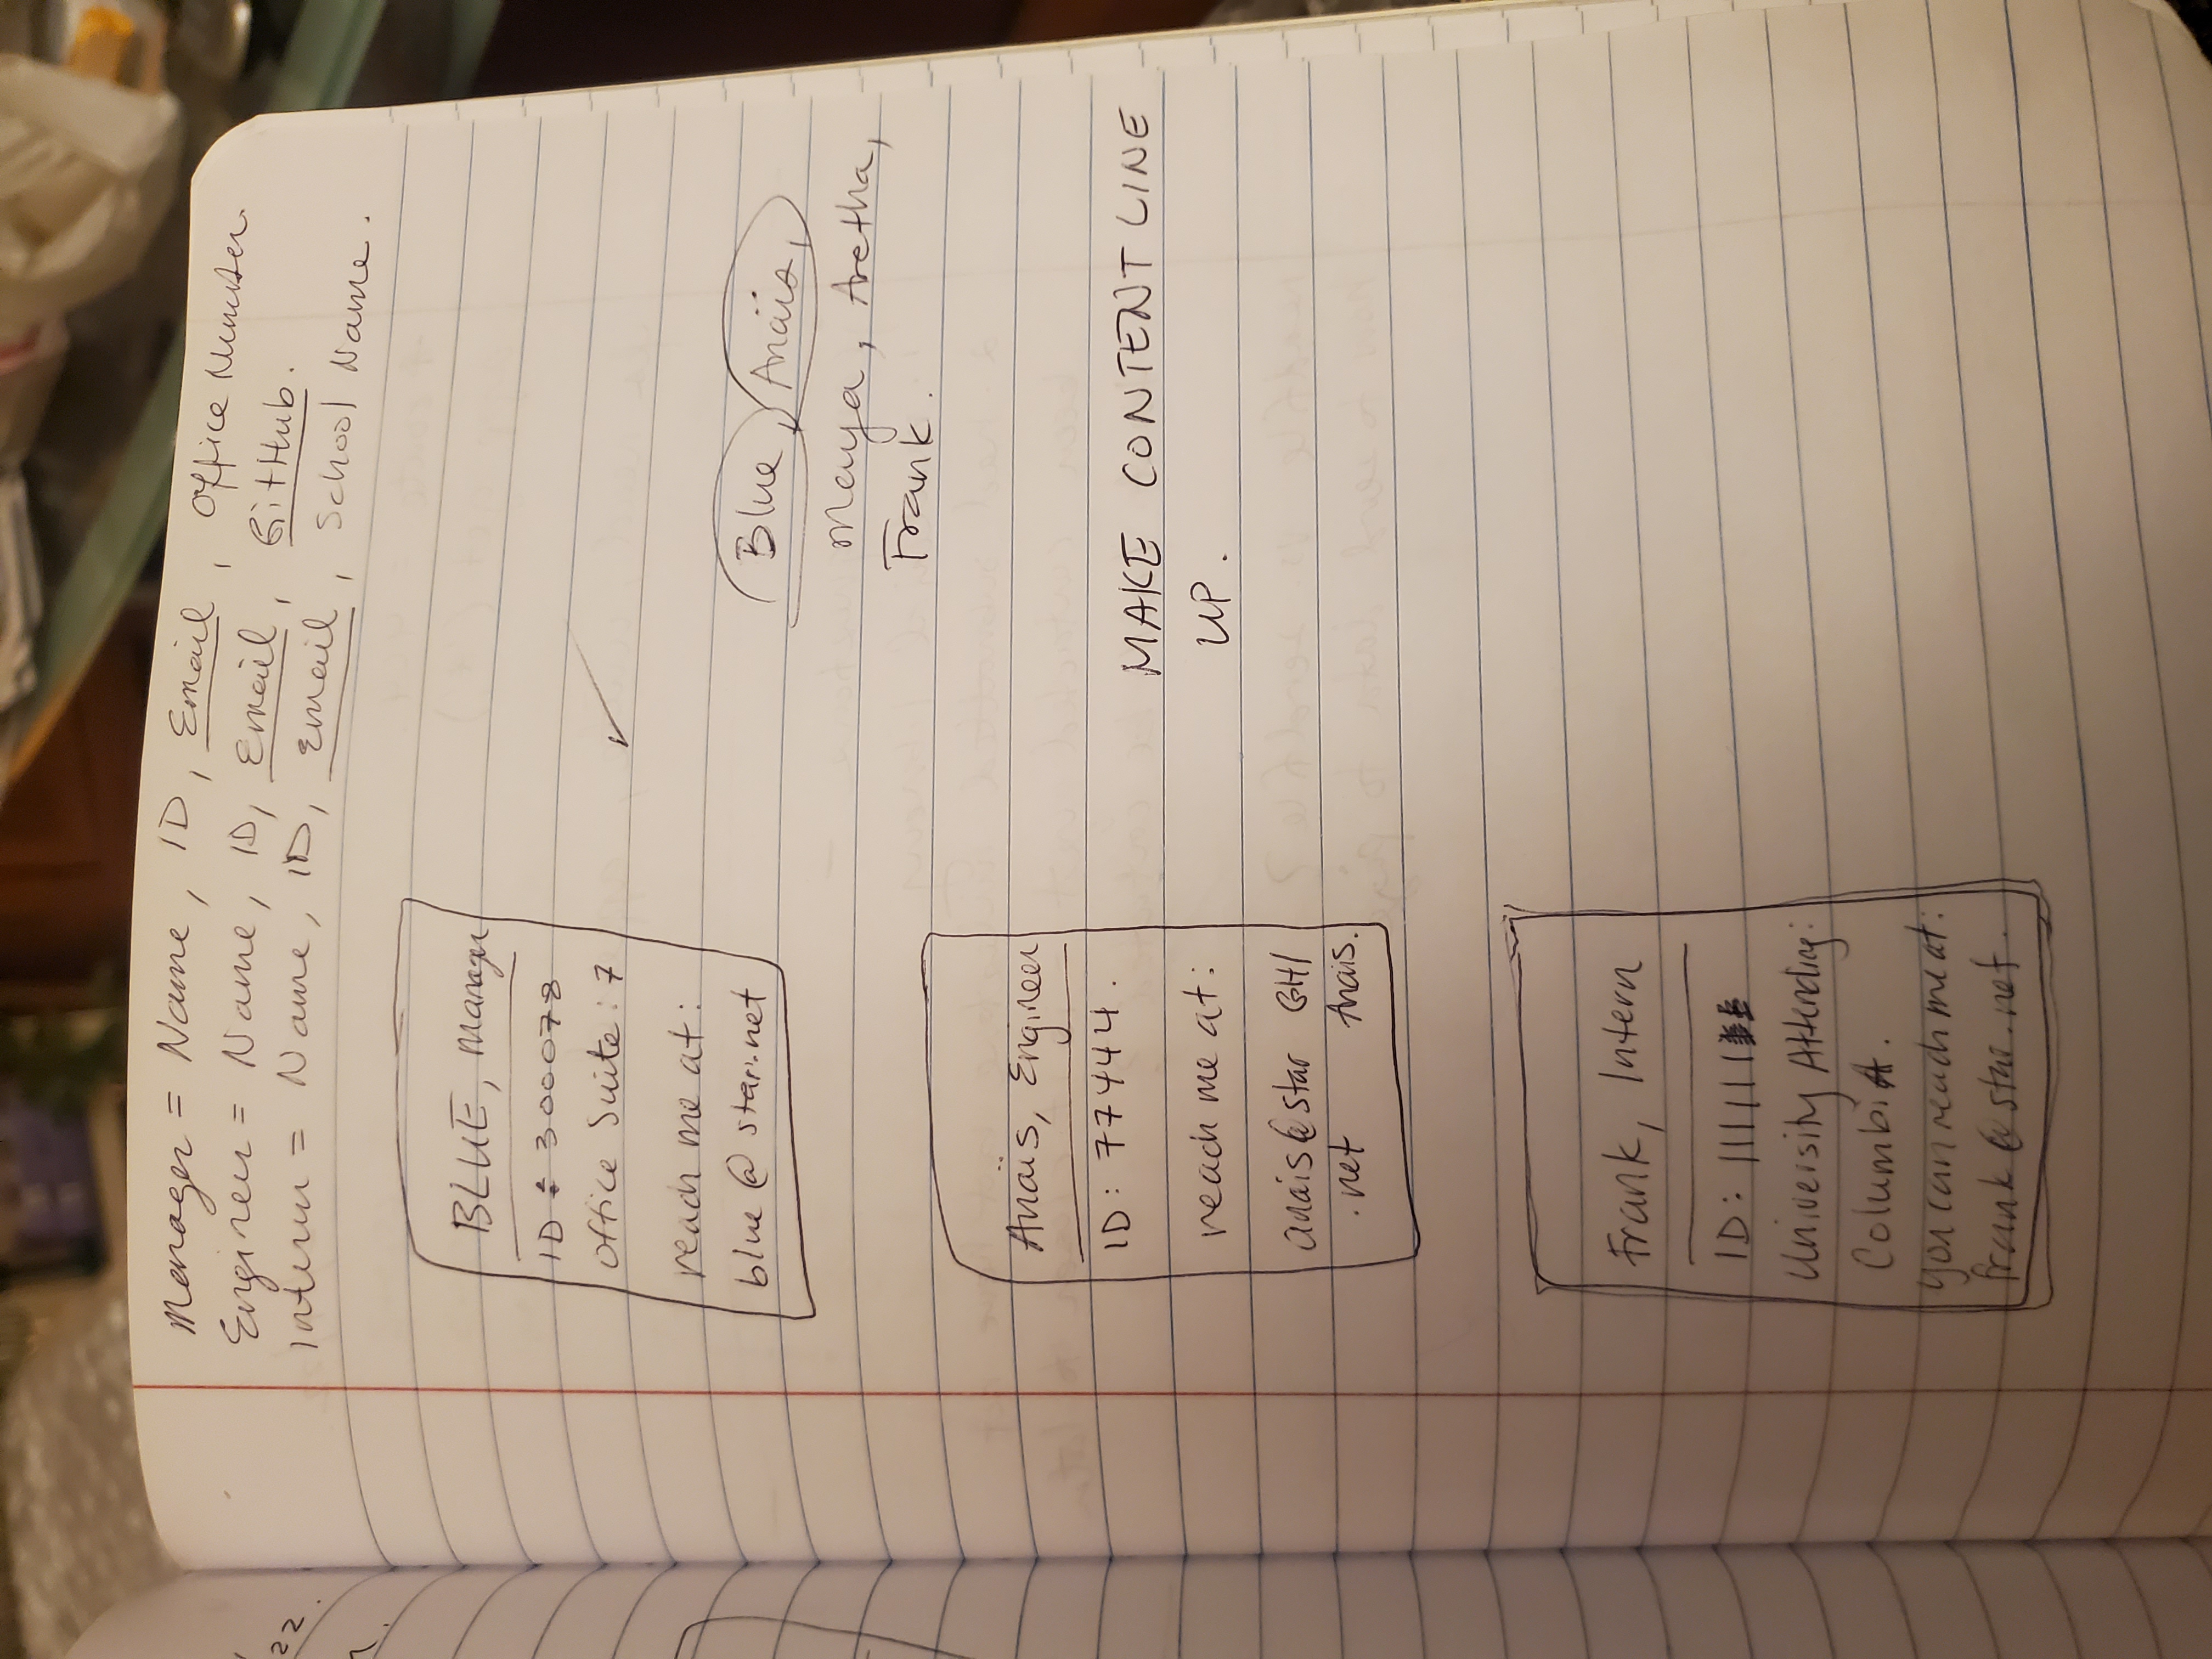 Manager = Name, ID, Email, Office Number.
Engineer = Name, ID, Email, GitHub.
Intern = Name, ID, Email, School Name.
BLUE, Manager
ID: 300078
Office Suite: 7
reach me at:
blue@star.net
Blue, Anaïs,
Maya, Aretha,
Frank.
Anaïs, Engineer
ID: 77444.
reach me at:
anais@star GH/
.net Anais.
MAKE CONTENT LINE
UP.
Frank, Intern
ID: 111111
University Attending:
ColumbiA.
you can reach me at:
frank@star.net.
22.